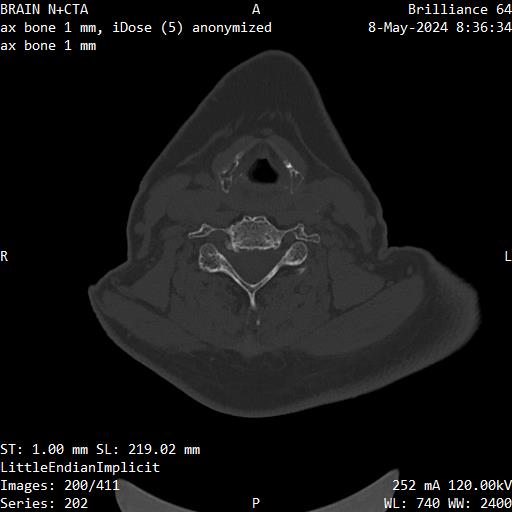 BRAIN N+CTA
A
Brilliance 64
ax bone 1 mm, iDose (5) anonymized
8-May-2024 8:36:34
ax bone 1 mm
R
L
ST: 1.00 mm SL: 219.02 mm
LittleEndianImplicit
Images: 200/411
252 mA 120.00kV
Series: 202
P
WL: 740 WW: 2400